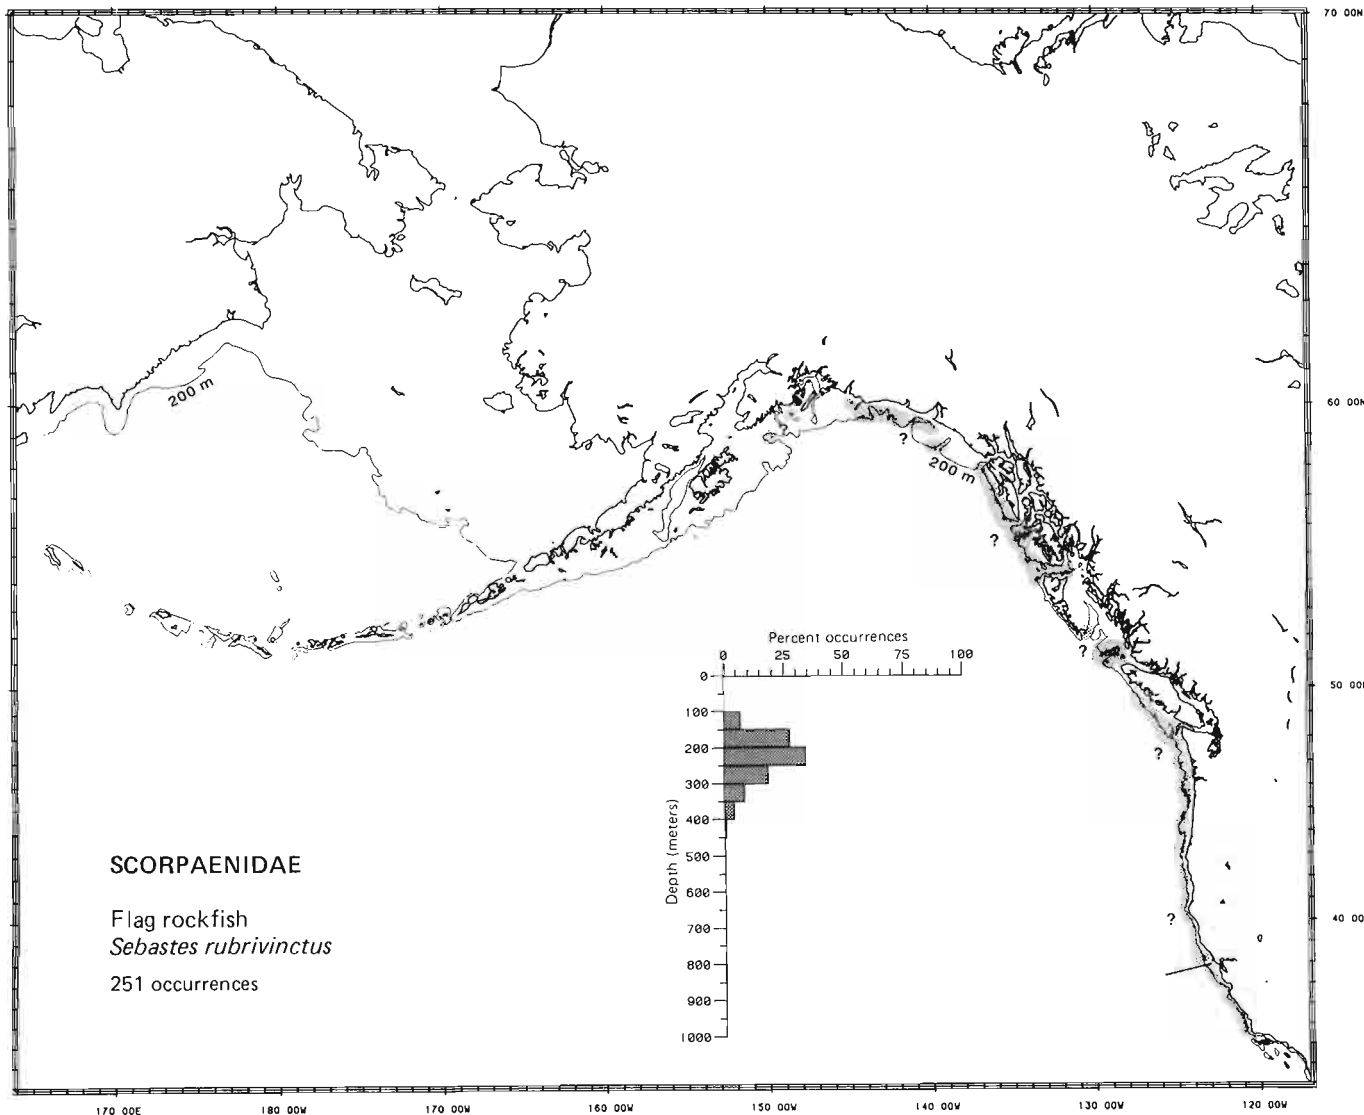 70 00N
200 m
60 00N
?
?
200 m
?
Percent occurrences
0 25 50 75 100
?
50 00N
0
100
200
300
400
500
600
700
800
900
1000
Depth (meters)
?
?
40 00
SCORPAENIDAE
Flag rockfish
Sebastes rubrivinctus
251 occurrences
170 00E 180 00W 170 00W 160 00W 150 00W 140 00W 130 00W 120 00W